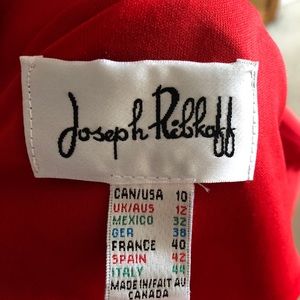 Joseph Ribkoff
CAN/USA 10
UK/AUS 12
MEXICO 32
GER 38
FRANCE 40
SPAIN 42
ITALY 44
MADE IN/FAIT AU
CANADA